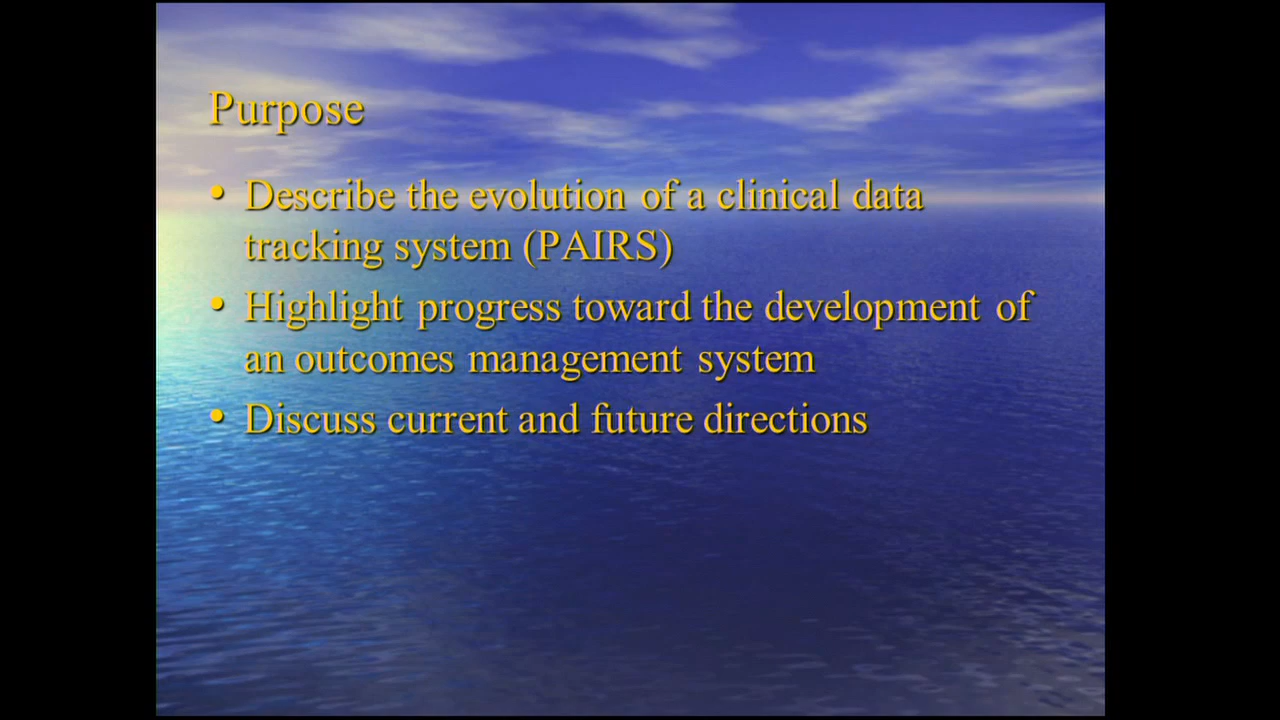 Purpose
• Describe the evolution of a clinical data
tracking system (PAIRS)
• Highlight progress toward the development of
an outcomes management system
• Discuss current and future directions